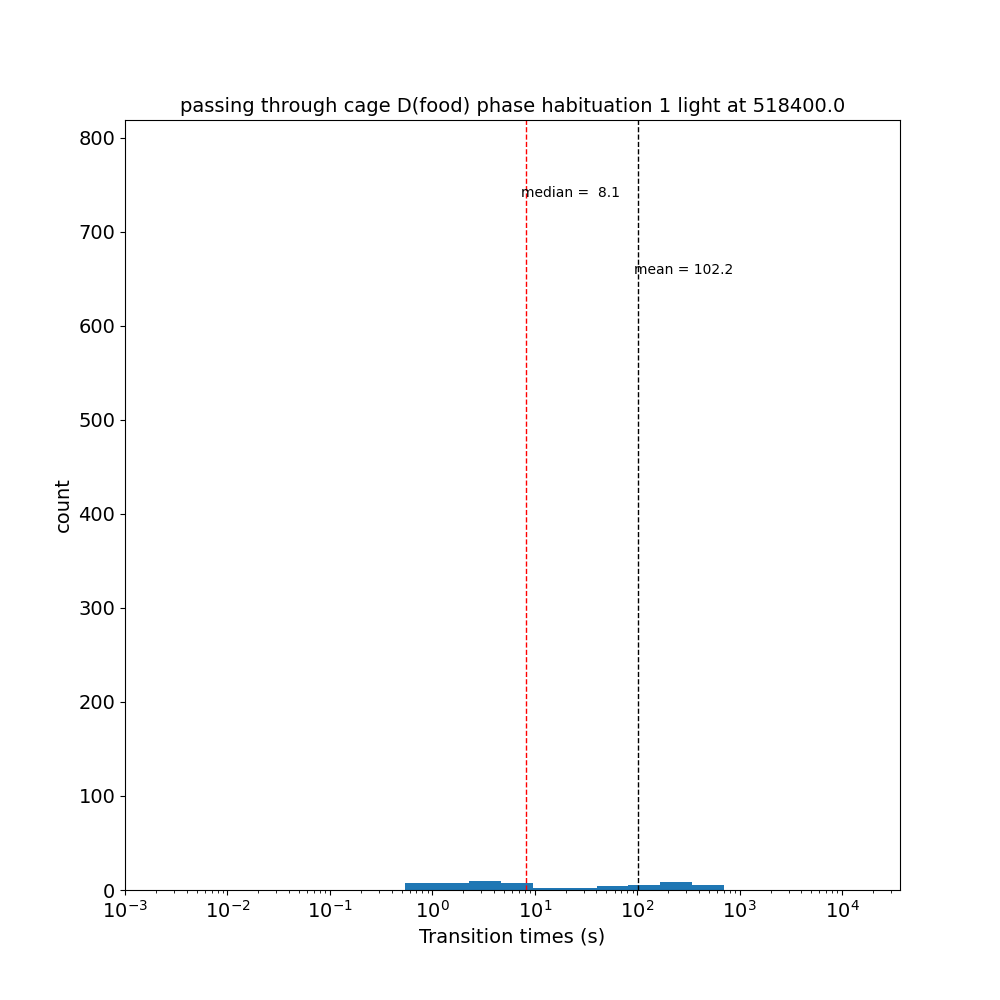 passing through cage D(food) phase habituation 1 light at 518400.0
800
median =  8.1
700
mean = 102.2
600
500
400
count
300
200
100
0
10⁻³ 10⁻² 10⁻¹ 10⁰ 10¹ 10² 10³ 10⁴
Transition times (s)